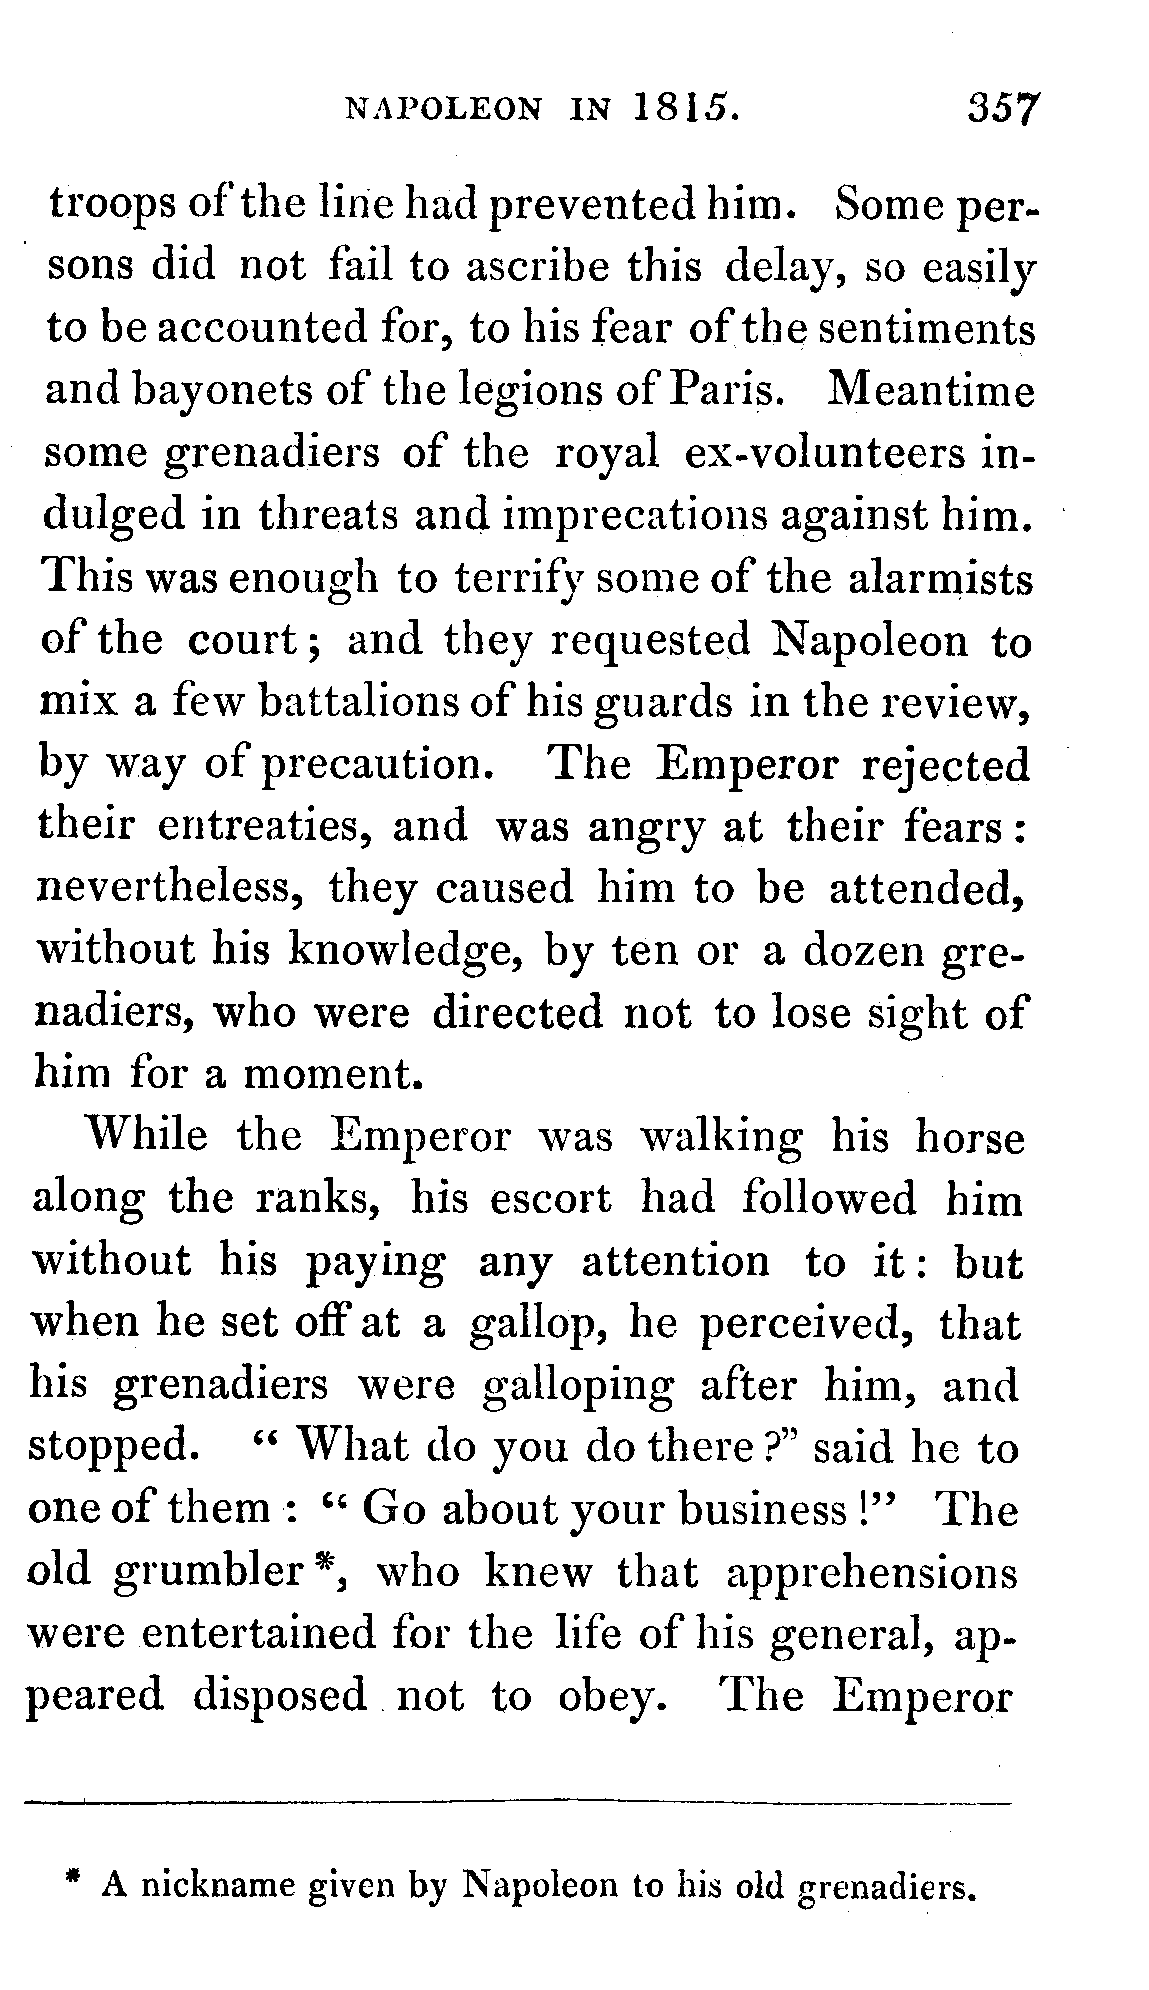 NAPOLEON IN 1815. 357
troops of the line had prevented him. Some per-
sons did not fail to ascribe this delay, so easily
to be accounted for, to his fear of the sentiments
and bayonets of the legions of Paris. Meantime
some grenadiers of the royal ex-volunteers in-
dulged in threats and imprecations against him.
This was enough to terrify some of the alarmists
of the court; and they requested Napoleon to
mix a few battalions of his guards in the review,
by way of precaution. The Emperor rejected
their entreaties, and was angry at their fears:
nevertheless, they caused him to be attended,
without his knowledge, by ten or a dozen gre-
nadiers, who were directed not to lose sight of
him for a moment.
While the Emperor was walking his horse
along the ranks, his escort had followed him
without his paying any attention to it: but
when he set off at a gallop, he perceived, that
his grenadiers were galloping after him, and
stopped. "What do you do there?" said he to
one of them: "Go about your business!" The
old grumbler*, who knew that apprehensions
were entertained for the life of his general, ap-
peared disposed not to obey. The Emperor
* A nickname given by Napoleon to his old grenadiers.